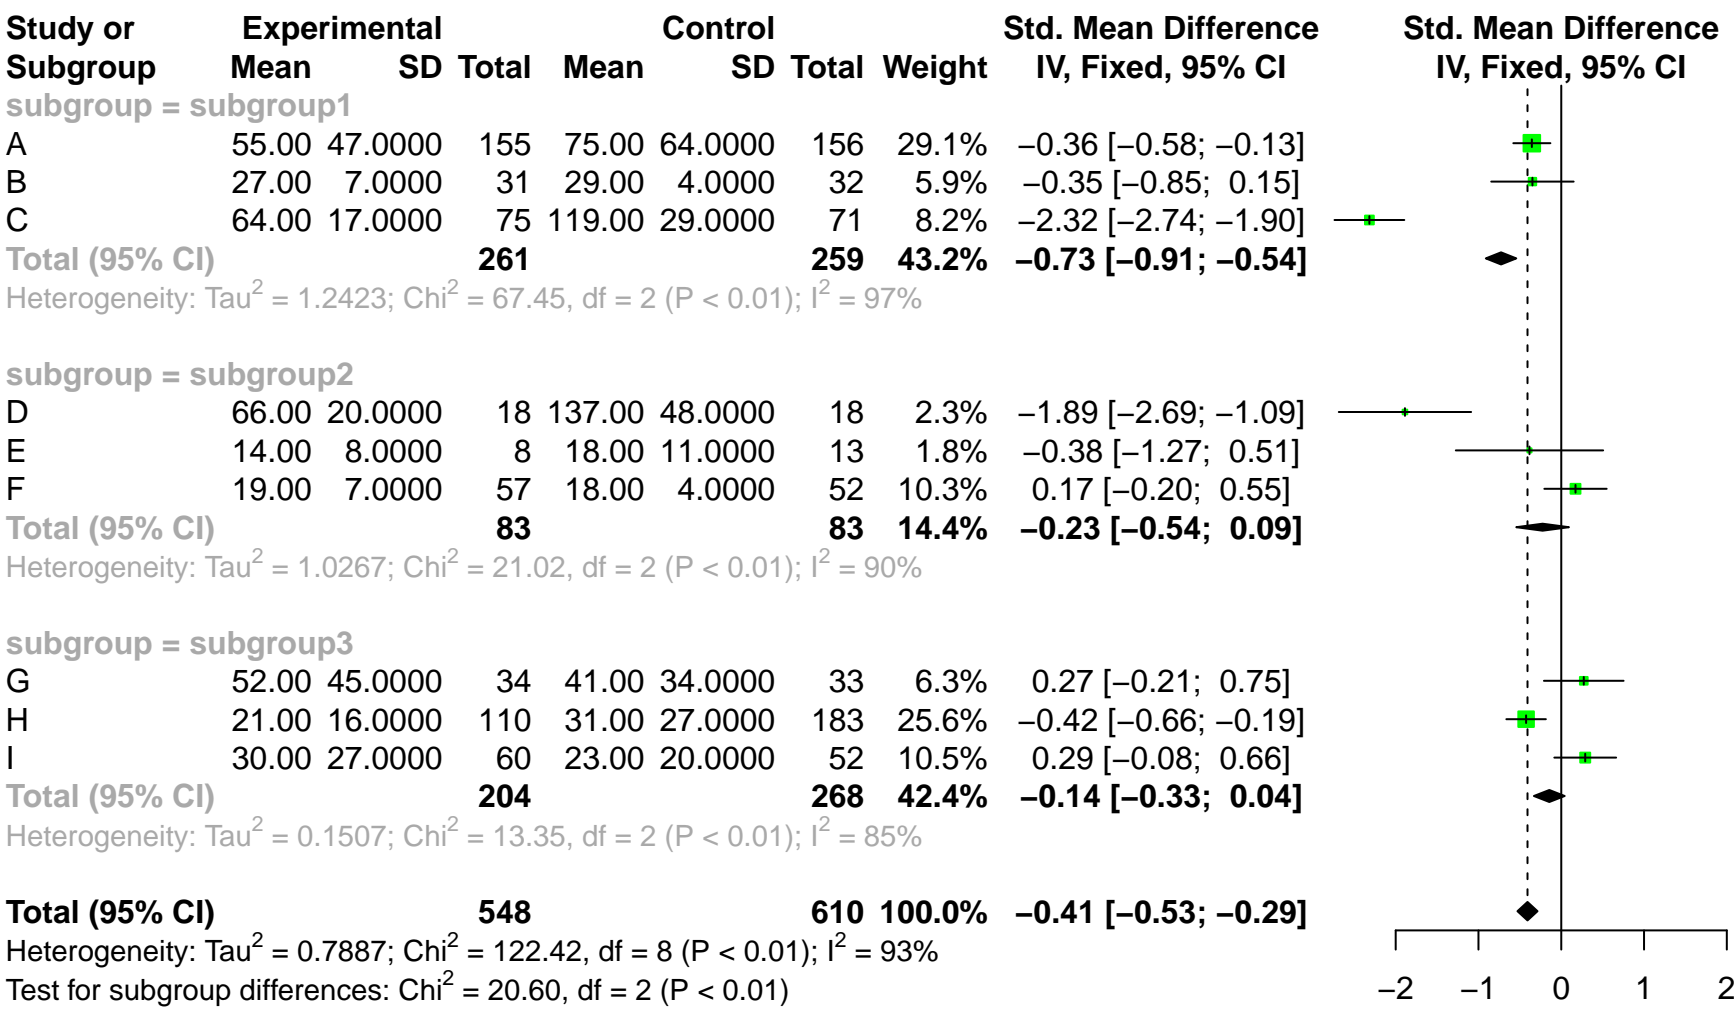 Study or Experimental Control Std. Mean Difference Std. Mean Difference
Subgroup Mean SD Total Mean SD Total Weight IV, Fixed, 95% CI IV, Fixed, 95% CI
subgroup = subgroup1
A 55.00 47.0000 155 75.00 64.0000 156 29.1% −0.36 [−0.58; −0.13]
B 27.00 7.0000 31 29.00 4.0000 32 5.9% −0.35 [−0.85; 0.15]
C 64.00 17.0000 75 119.00 29.0000 71 8.2% −2.32 [−2.74; −1.90]
Total (95% CI) 261 259 43.2% −0.73 [−0.91; −0.54]
Heterogeneity: Tau² = 1.2423; Chi² = 67.45, df = 2 (P < 0.01); I² = 97%
subgroup = subgroup2
D 66.00 20.0000 18 137.00 48.0000 18 2.3% −1.89 [−2.69; −1.09]
E 14.00 8.0000 8 18.00 11.0000 13 1.8% −0.38 [−1.27; 0.51]
F 19.00 7.0000 57 18.00 4.0000 52 10.3% 0.17 [−0.20; 0.55]
Total (95% CI) 83 83 14.4% −0.23 [−0.54; 0.09]
Heterogeneity: Tau² = 1.0267; Chi² = 21.02, df = 2 (P < 0.01); I² = 90%
subgroup = subgroup3
G 52.00 45.0000 34 41.00 34.0000 33 6.3% 0.27 [−0.21; 0.75]
H 21.00 16.0000 110 31.00 27.0000 183 25.6% −0.42 [−0.66; −0.19]
I 30.00 27.0000 60 23.00 20.0000 52 10.5% 0.29 [−0.08; 0.66]
Total (95% CI) 204 268 42.4% −0.14 [−0.33; 0.04]
Heterogeneity: Tau² = 0.1507; Chi² = 13.35, df = 2 (P < 0.01); I² = 85%
Total (95% CI) 548 610 100.0% −0.41 [−0.53; −0.29]
Heterogeneity: Tau² = 0.7887; Chi² = 122.42, df = 8 (P < 0.01); I² = 93%
Test for subgroup differences: Chi² = 20.60, df = 2 (P < 0.01) −2 −1 0 1 2